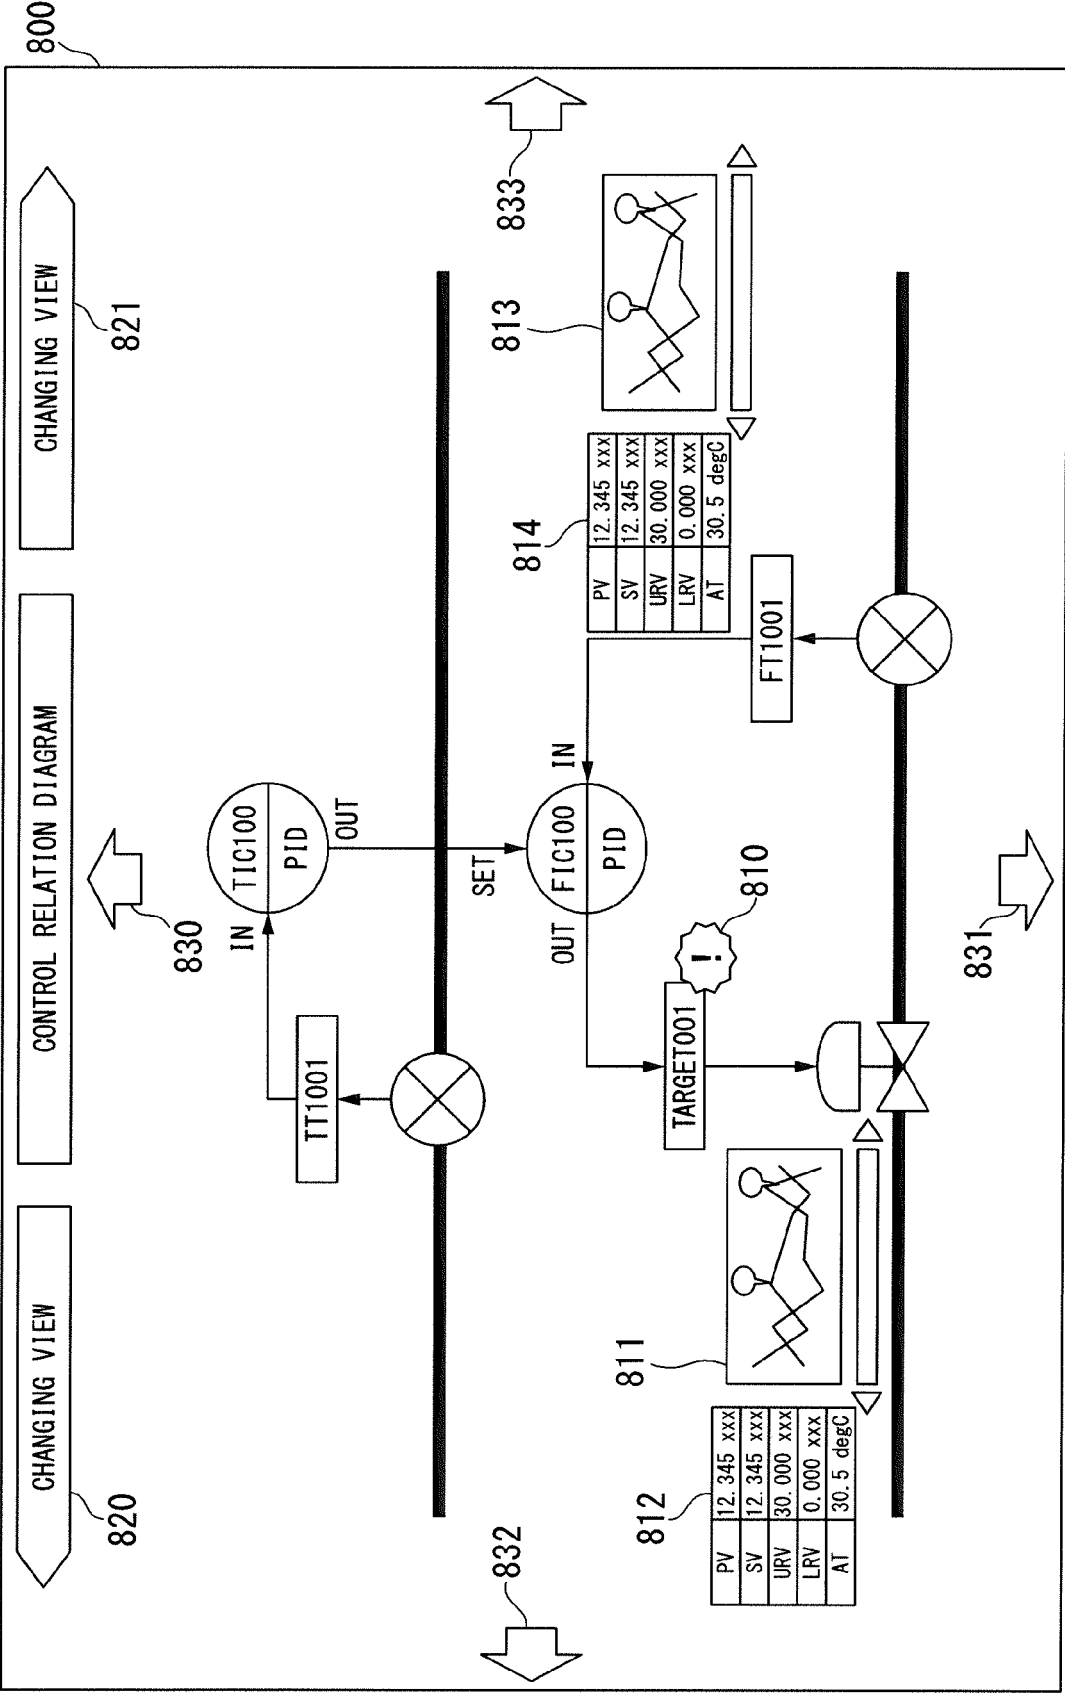 800
CHANGING VIEW
CONTROL RELATION DIAGRAM
CHANGING VIEW
820
821
830
TIC100
PID
IN
OUT
TT1001
SET
832
833
FIC100
PID
IN
OUT
814
PV 12.345 xxx
SV 12.345 xxx
URV 30.000 xxx
LRV 0.000 xxx
AT 30.5 degC
813
811
TARGET001
!
810
FT1001
812
PV 12.345 xxx
SV 12.345 xxx
URV 30.000 xxx
LRV 0.000 xxx
AT 30.5 degC
831